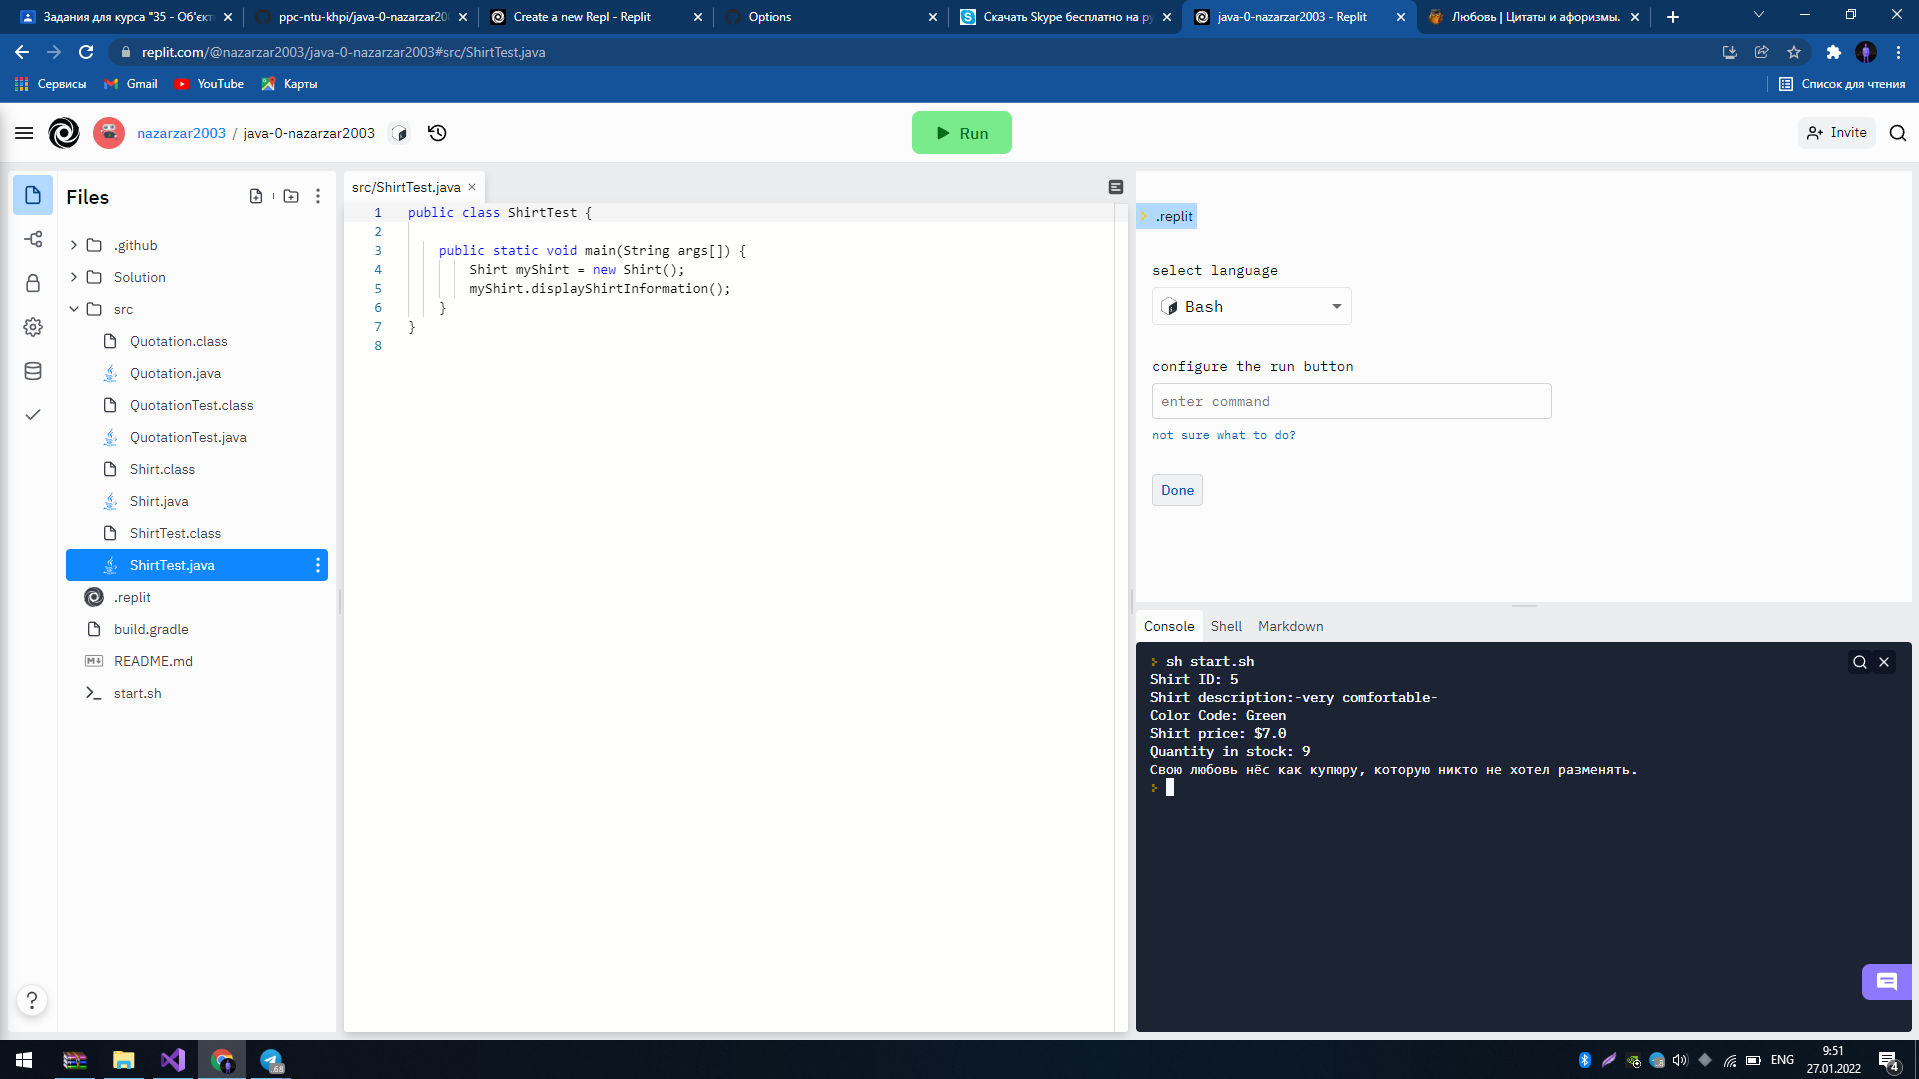 Задания для курса "35 - Об'єкт
ppc-ntu-khpi/java-0-nazarzar20
Create a new Repl - Replit
Options
Скачать Skype бесплатно на ру
java-0-nazarzar2003 - Replit
Любовь | Цитаты и афоризмы.
replit.com/@nazarzar2003/java-0-nazarzar2003#src/ShirtTest.java
Сервисы
Gmail
YouTube
Карты
Список для чтения
nazarzar2003 / java-0-nazarzar2003
Run
Invite
Files
.github
Solution
src
Quotation.class
Quotation.java
QuotationTest.class
QuotationTest.java
Shirt.class
Shirt.java
ShirtTest.class
ShirtTest.java
.replit
build.gradle
README.md
start.sh
src/ShirtTest.java
1 public class ShirtTest {
2
3 public static void main(String args[]) {
4 Shirt myShirt = new Shirt();
5 myShirt.displayShirtInformation();
6 }
7 }
8
.replit
select language
Bash
configure the run button
enter command
not sure what to do?
Done
Console Shell Markdown
sh start.sh
Shirt ID: 5
Shirt description:-very comfortable-
Color Code: Green
Shirt price: $7.0
Quantity in stock: 9
Свою любовь нёс как купюру, которую никто не хотел разменять.
?
.68
ENG
9:51
27.01.2022
4